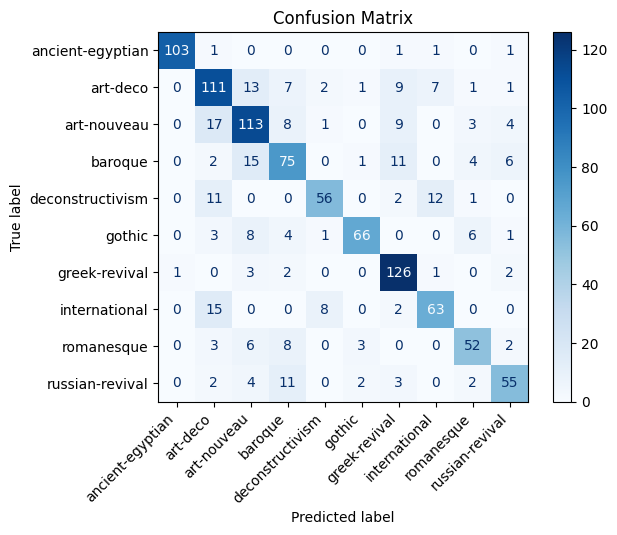 Confusion Matrix
True label
ancient-egyptian 103 1 0 0 0 0 1 1 0 1
art-deco 0 111 13 7 2 1 9 7 1 1
art-nouveau 0 17 113 8 1 0 9 0 3 4
baroque 0 2 15 75 0 1 11 0 4 6
deconstructivism 0 11 0 0 56 0 2 12 1 0
gothic 0 3 8 4 1 66 0 0 6 1
greek-revival 1 0 3 2 0 0 126 1 0 2
international 0 15 0 0 8 0 2 63 0 0
romanesque 0 3 6 8 0 3 0 0 52 2
russian-revival 0 2 4 11 0 2 3 0 2 55
ancient-egyptian
art-deco
art-nouveau
baroque
deconstructivism
gothic
greek-revival
international
romanesque
russian-revival
Predicted label
120
100
80
60
40
20
0